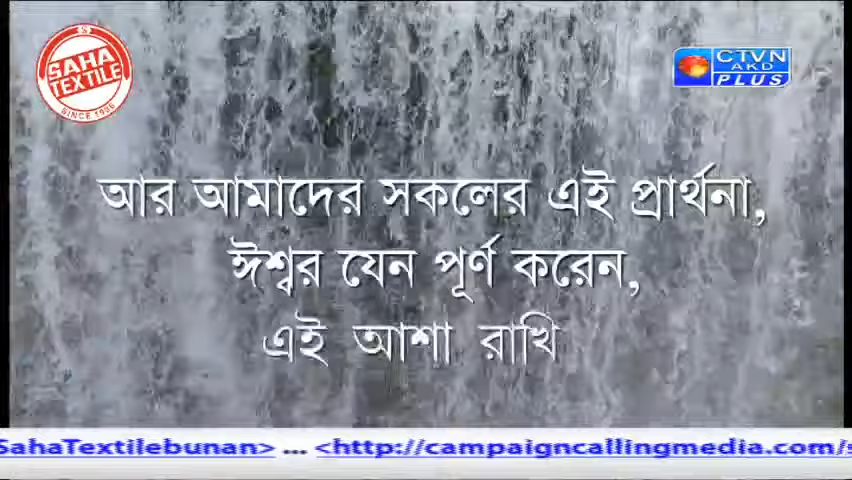 SAHA
TEXTILE
SINCE 1986
CTVN
AKD
PLUS
আর আমাদের সকলের এই প্রার্থনা,
ঈশ্বর যেন পূর্ণ করেন,
এই আশা রাখি
SahaTextilebunan> ... <http://campaigncallingmedia.com/s